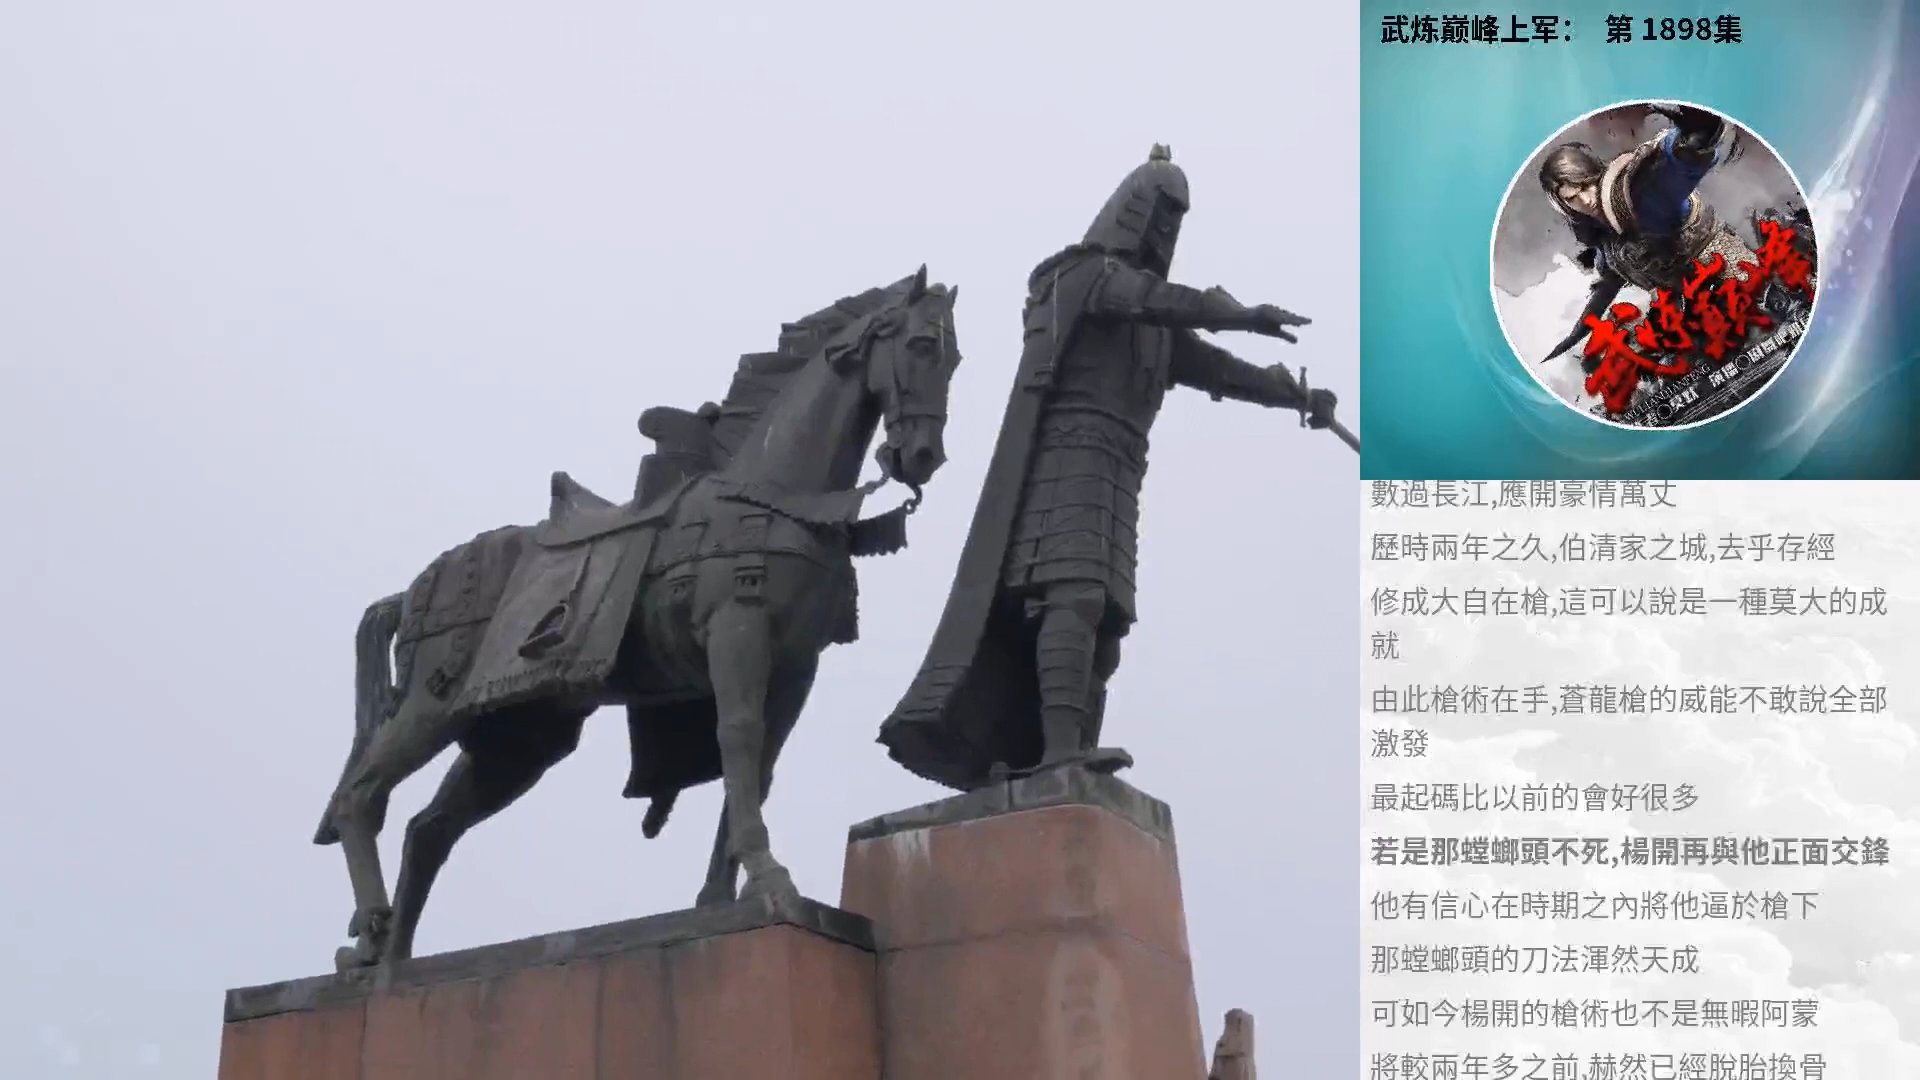 武炼巅峰上军： 第 1898集
武炼巅峰
WULIANDIANFENG
數過長江,應開豪情萬丈
歷時兩年之久,伯清家之城,去乎存經
修成大自在槍,這可以說是一種莫大的成
就
由此槍術在手,蒼龍槍的威能不敢說全部
激發
最起碼比以前的會好很多
若是那螳螂頭不死,楊開再與他正面交鋒
他有信心在時期之內將他逼於槍下
那螳螂頭的刀法渾然天成
可如今楊開的槍術也不是無暇阿蒙
將較兩年多之前,赫然已經脫胎換骨